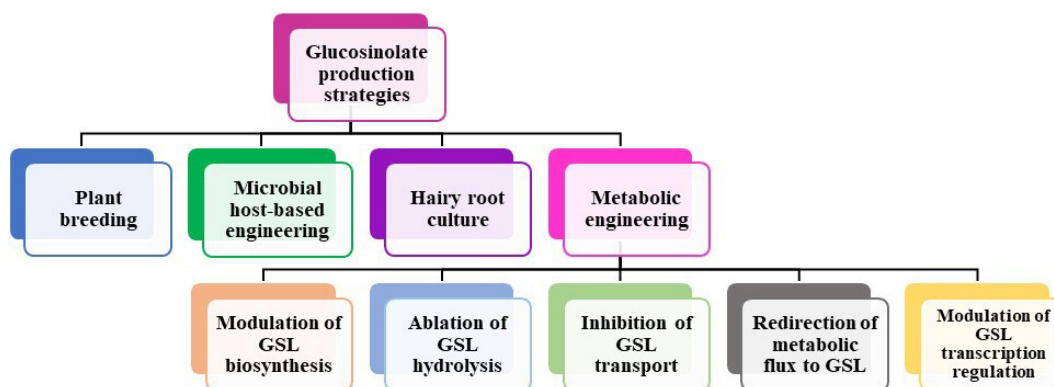 Glucosinolate
production
strategies
Plant
breeding
Microbial
host-based
engineering
Hairy root
culture
Metabolic
engineering
Modulation of
GSL
biosynthesis
Ablation of
GSL
hydrolysis
Inhibition of
GSL
transport
Redirection of
metabolic
flux to GSL
Modulation of
GSL
transcription
regulation